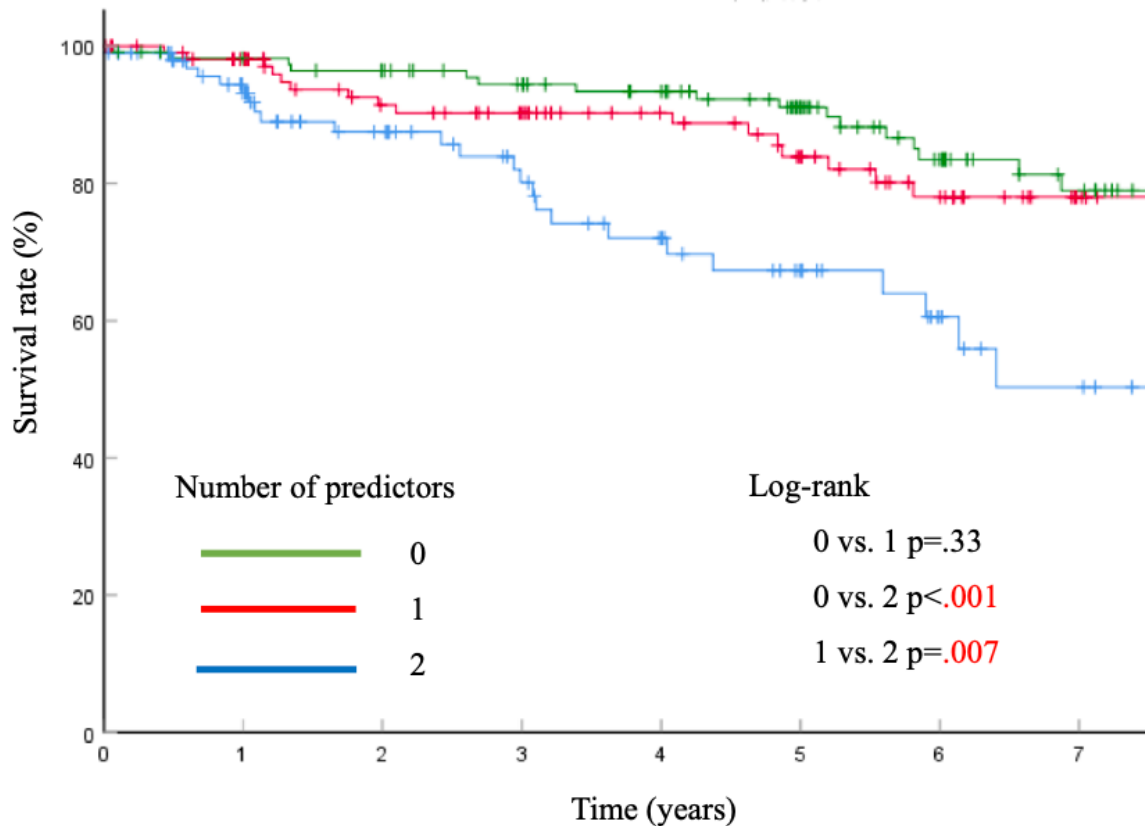 100
80
60
40
20
0
Survival rate (%)
Number of predictors
0
1
2
Log-rank
0 vs. 1 p=.33
0 vs. 2 p<.001
1 vs. 2 p=.007
0 1 2 3 4 5 6 7
Time (years)